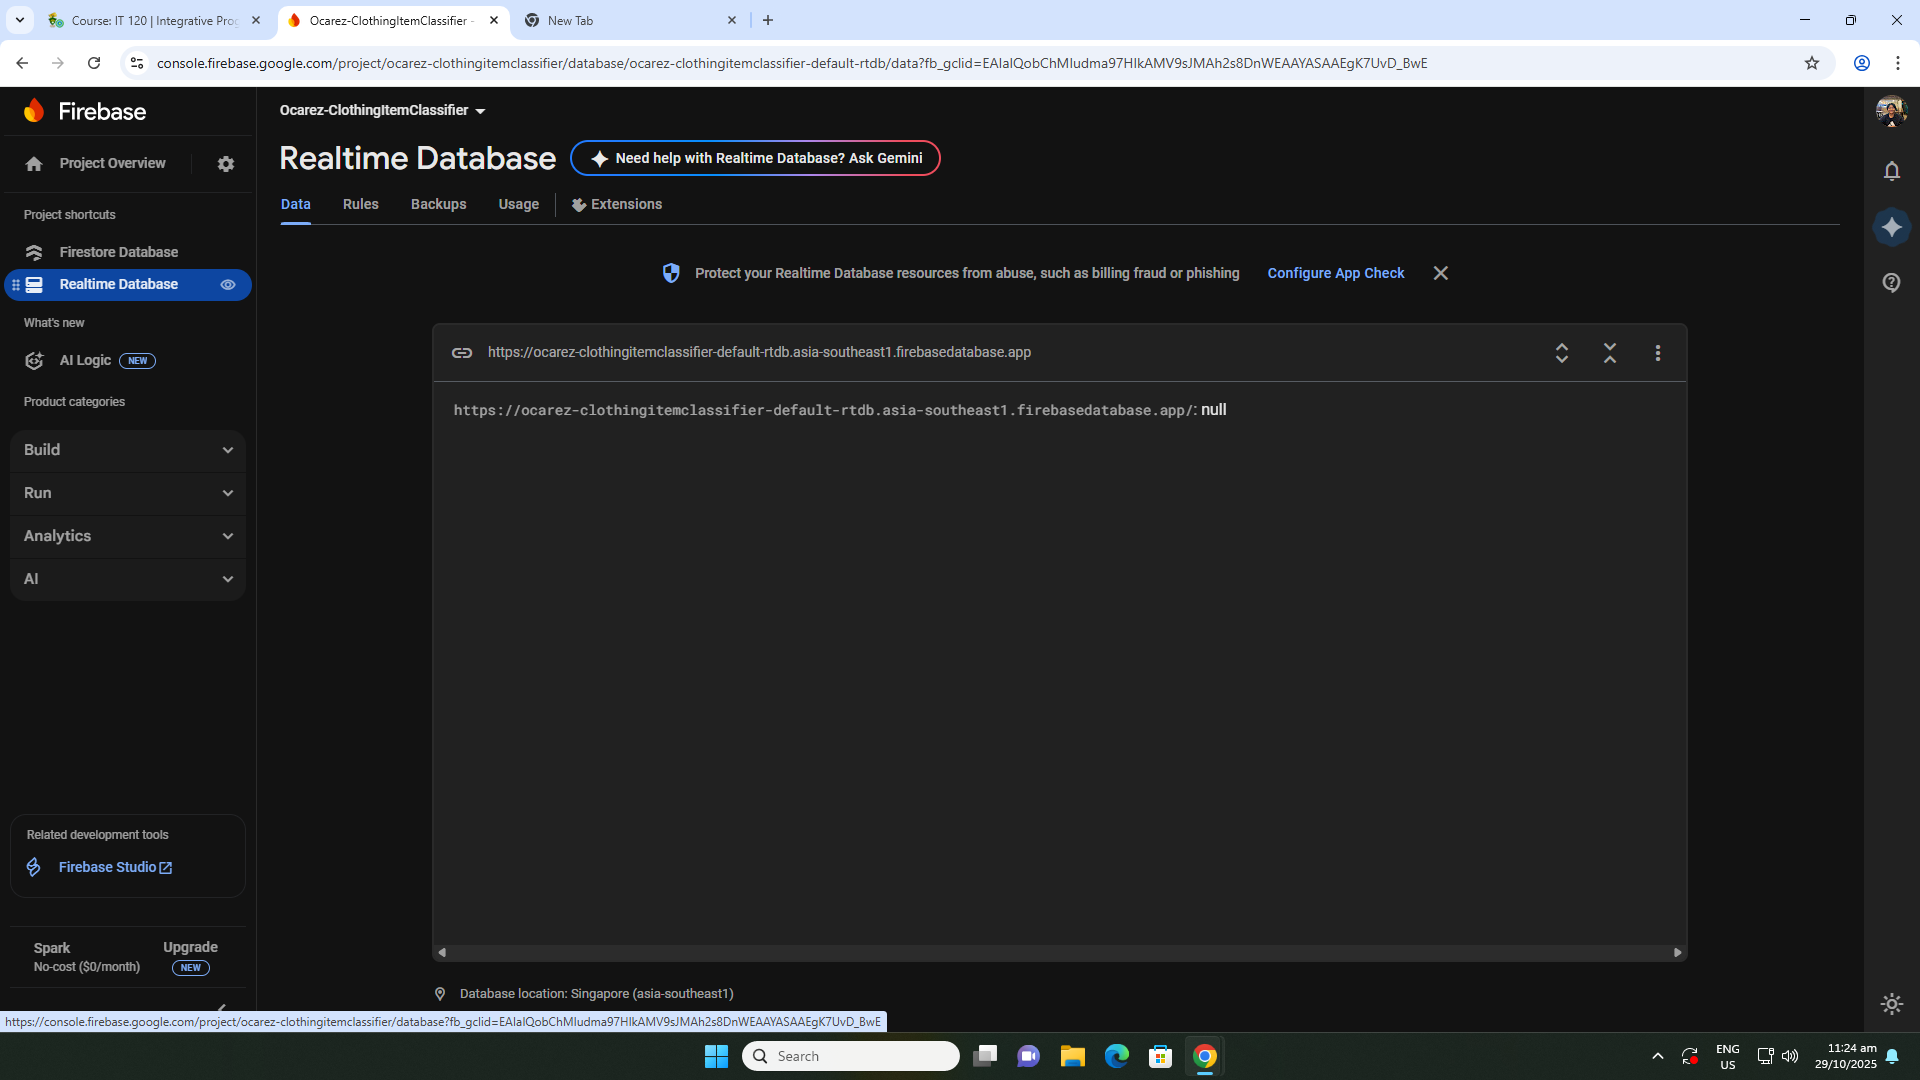 Course: IT 120 | Integrative Prog
Ocarez-ClothingItemClassifier -
New Tab
console.firebase.google.com/project/ocarez-clothingitemclassifier/database/ocarez-clothingitemclassifier-default-rtdb/data?fb_gclid=EAIaIQobChMIudma97HIkAMV9sJMAh2s8DnWEAAYASAAEgK7UvD_BwE
Firebase
Project Overview
Project shortcuts
Firestore Database
Realtime Database
What's new
AI Logic NEW
Product categories
Build
Run
Analytics
AI
Related development tools
Firebase Studio
Spark
No-cost ($0/month)
Upgrade
NEW
Ocarez-ClothingItemClassifier
Realtime Database
Need help with Realtime Database? Ask Gemini
Data Rules Backups Usage Extensions
Protect your Realtime Database resources from abuse, such as billing fraud or phishing Configure App Check
https://ocarez-clothingitemclassifier-default-rtdb.asia-southeast1.firebasedatabase.app
https://ocarez-clothingitemclassifier-default-rtdb.asia-southeast1.firebasedatabase.app/: null
Database location: Singapore (asia-southeast1)
https://console.firebase.google.com/project/ocarez-clothingitemclassifier/database?fb_gclid=EAIaIQobChMIudma97HIkAMV9sJMAh2s8DnWEAAYASAAEgK7UvD_BwE
Search
ENG
US
11:24 am
29/10/2025